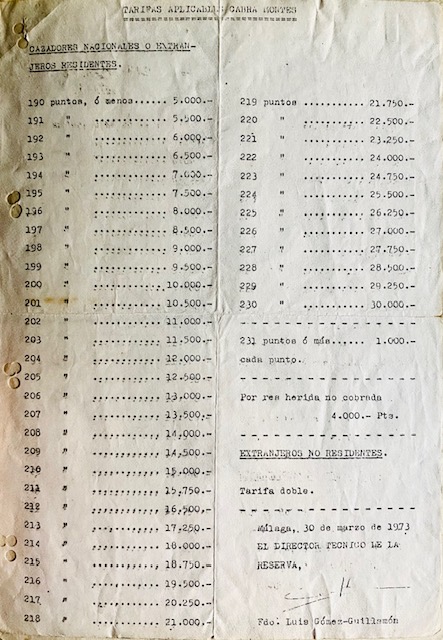 TARIFAS APLICABLES CABRA MONTES
CAZADORES NACIONALES O EXTRAN-
JEROS RESIDENTES.
190 puntos, ó menos...... 5.000.-
191 " ............... 5.500.-
192 " ............... 6.000.-
193 " ............... 6.500.-
194 " ............... 7.000.-
195 " ............... 7.500.-
196 " ............... 8.000.-
197 " ............... 8.500.-
198 " ............... 9.000.-
199 " ............... 9.500.-
200 " .............. 10.000.-
201 " .............. 10.500.-
202 " .............. 11.000.-
203 " .............. 11.500.-
204 " .............. 12.000.-
205 " .............. 12.500.-
206 " .............. 13.000.-
207 " .............. 13.500.-
208 " .............. 14.000.-
209 " .............. 14.500.-
210 " .............. 15.000.-
211 " .............. 15.750.-
212 " .............. 16.500.-
213 " .............. 17.250.-
214 " .............. 18.000.-
215 " .............. 18.750.=
216 " .............. 19.500.-
217 " .............. 20.250.-
218 " .............. 21.000.-
219 puntos ........... 21.750.-
220 " ........... 22.500.-
221 " ........... 23.250.-
222 " ........... 24.000.-
223 " ........... 24.750.-
224 " ........... 25.500.-
225 " ........... 26.250.-
226 " ........... 27.000.-
227 " ........... 27.750.-
228 " ........... 28.500.-
229 " ........... 29.250.-
230 " ........... 30.000.-
231 puntos ó más...... 1.000.-
cada punto.
Por res herida no cobrada
4.000.- Pts.
EXTRANJEROS NO RESIDENTES.
Tarifa doble.
Málaga, 30 de marzo de 1973
EL DIRECTOR TECNICO DE LA
RESERVA,
Fdo. Luis Gómez-Guillamón